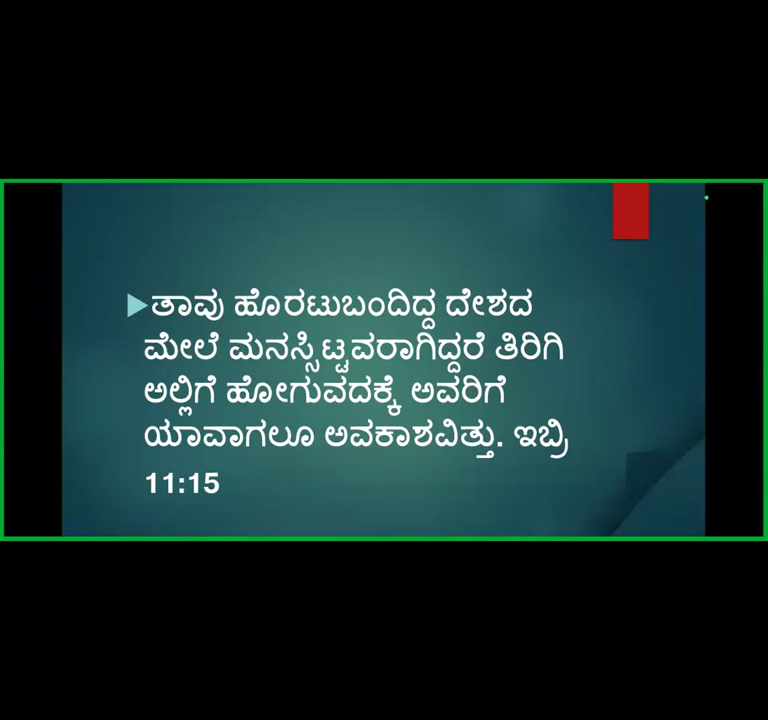 ತಾವು ಹೊರಟುಬಂದಿದ್ದ ದೇಶದ
ಮೇಲೆ ಮನಸ್ಸಿಟ್ಟವರಾಗಿದ್ದರೆ ತಿರಿಗಿ
ಅಲ್ಲಿಗೆ ಹೋಗುವದಕ್ಕೆ ಅವರಿಗೆ
ಯಾವಾಗಲೂ ಅವಕಾಶವಿತ್ತು. ಇಬ್ರಿ
11:15